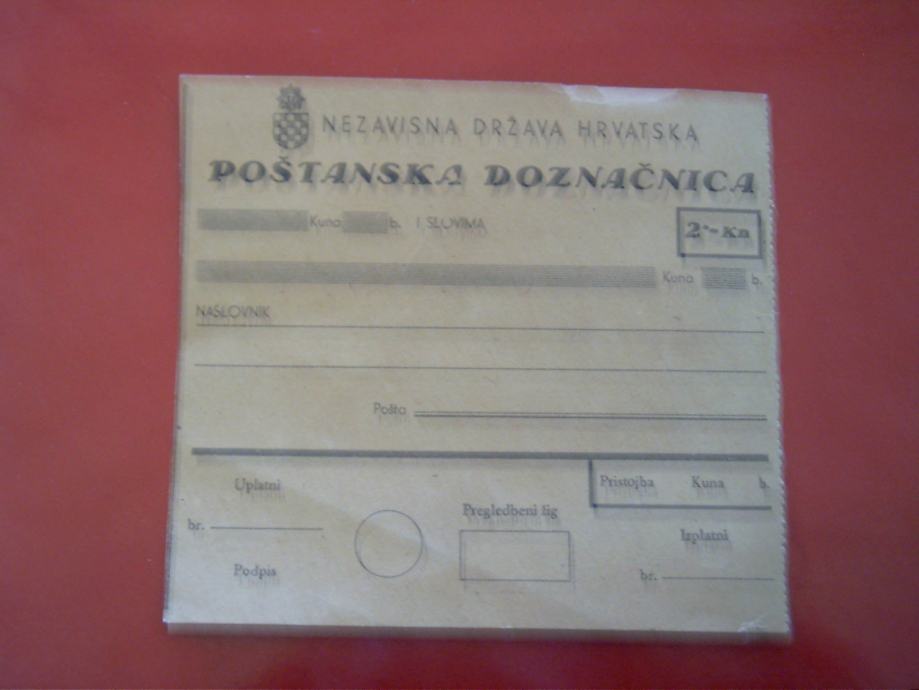 NEZAVISNA DRŽAVA HRVATSKA
POŠTANSKA DOZNAČNICA
Kuna b. I SLOVIMA
2·- Kn
Kuna b.
NASLOVNIK
Pošta
Uplatni
Pristojba Kuna b.
Pregledbeni žig
br.
Izplatni
Podpis
br.